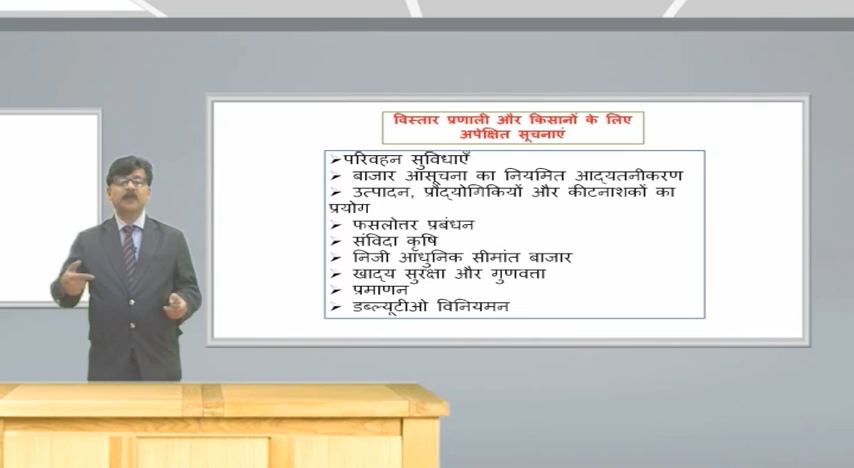 विस्तार प्रणाली और किसानों के लिए
अपेक्षित सूचनाएं
➢परिवहन सुविधाएँ
➢ बाजार आसूचना का नियमित आद्यतनीकरण
➢ उत्पादन, प्रौद्योगिकियों और कीटनाशकों का
प्रयोग
➢ फसलोत्तर प्रबंधन
➢ संविदा कृषि
➢ निजी आधुनिक सीमांत बाजार
➢ खाद्य सुरक्षा और गुणवत्ता
➢ प्रमाणन
➢ डब्ल्यूटीओ विनियमन